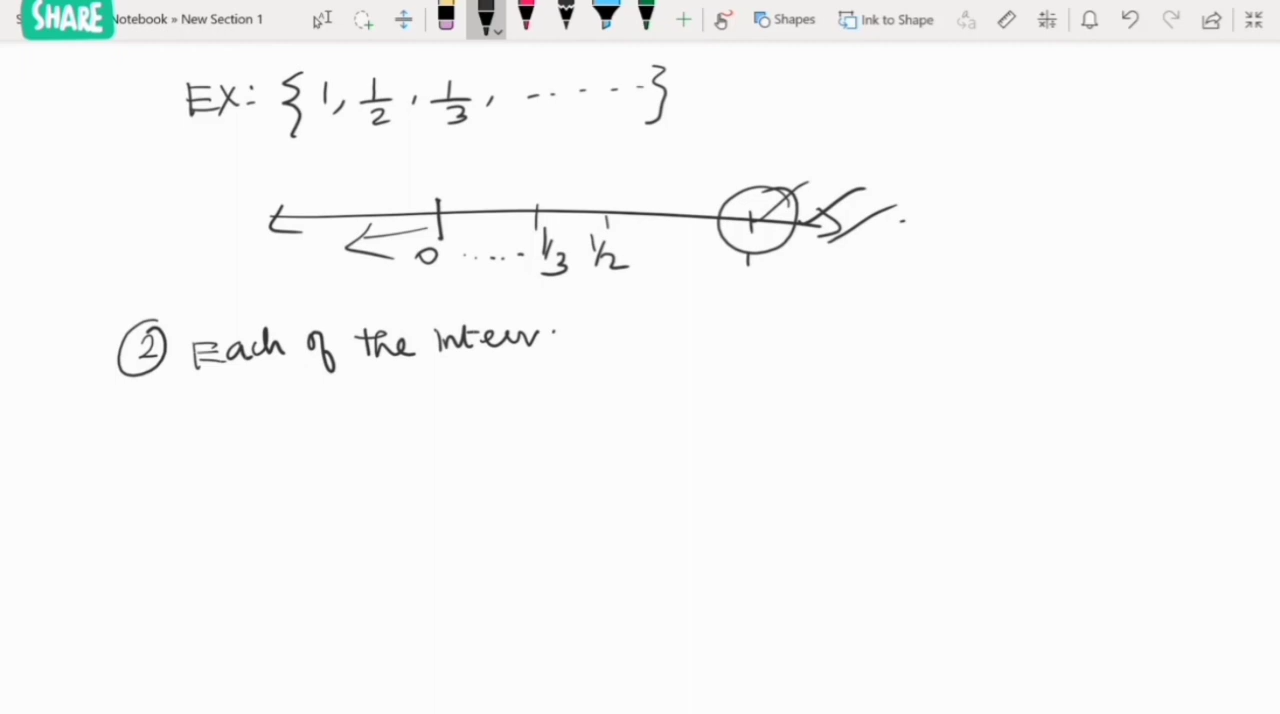 SHARE
Notebook » New Section 1
Shapes
Ink to Shape
EX: { 1, 1/2, 1/3, ..... }
0 ..... 1/3 1/2 1
② Each of the interv